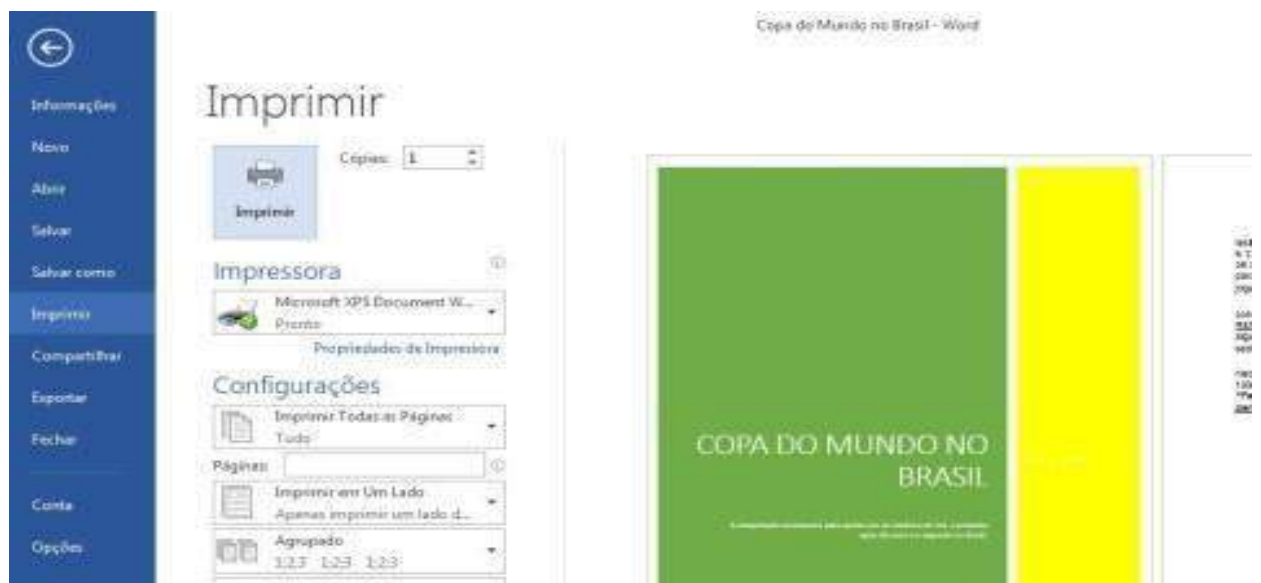 Copa do Mundo no Brasil - Word
Informações
Novo
Abrir
Salvar
Salvar como
Imprimir
Compartilhar
Exportar
Fechar
Conta
Opções
Imprimir
Cópias: 1
Imprimir
Impressora
Microsoft XPS Document W...
Pronto
Propriedades de Impressora
Configurações
Imprimir Todas as Páginas
Tudo
Páginas:
Imprimir em Um Lado
Apenas imprimir um lado d...
Agrupado
1;2;3 1;2;3 1;2;3
COPA DO MUNDO NO
BRASIL